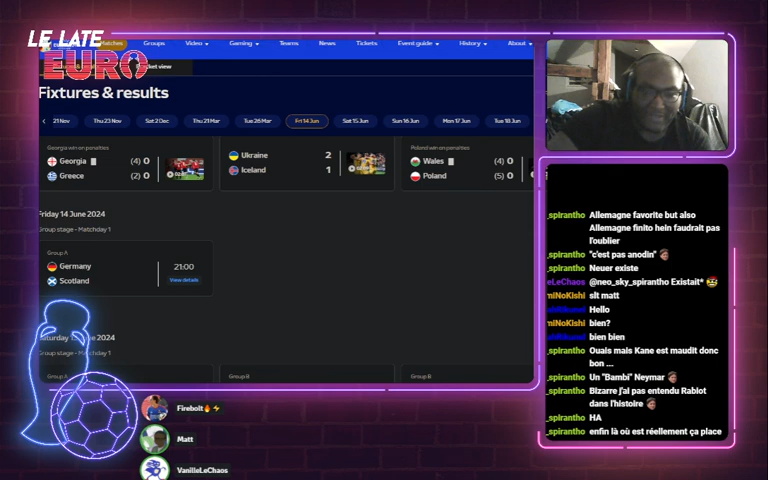 LE LATE
EURO
Matches
Groups
Video
Gaming
Teams
News
Tickets
Event guide
History
About
Fixtures & results
21 Nov
Thu 23 Nov
Sat 2 Dec
Thu 21 Mar
Tue 26 Mar
Fri 14 Jun
Sat 15 Jun
Sun 16 Jun
Mon 17 Jun
Tue 18 Jun
Georgia win on penalties
Georgia (4) 0
Greece (2) 0
Ukraine 2
Iceland 1
Poland win on penalties
Wales (4) 0
Poland (5) 0
Friday 14 June 2024
Group stage - Matchday 1
Group A
Germany
Scotland
21:00
View details
Group B
Group B
_spirantho Allemagne favorite but also
Allemagne finito hein faudrait pas
l'oublier
_spirantho "c'est pas anodin"
_spirantho Neuer existe
eLeChaos @neo_sky_spirantho Existait*
miNoKishi slt matt
Hello
miNoKishi bien?
bien bien
_spirantho Ouais mais Kane est maudit donc
bon ...
_spirantho Un "Bambi" Neymar
_spirantho Bizarre j'ai pas entendu Rabiot
dans l'histoire
_spirantho HA
_spirantho enfin là où est réellement ça place
Firebolt
Matt
VanilleLeChaos